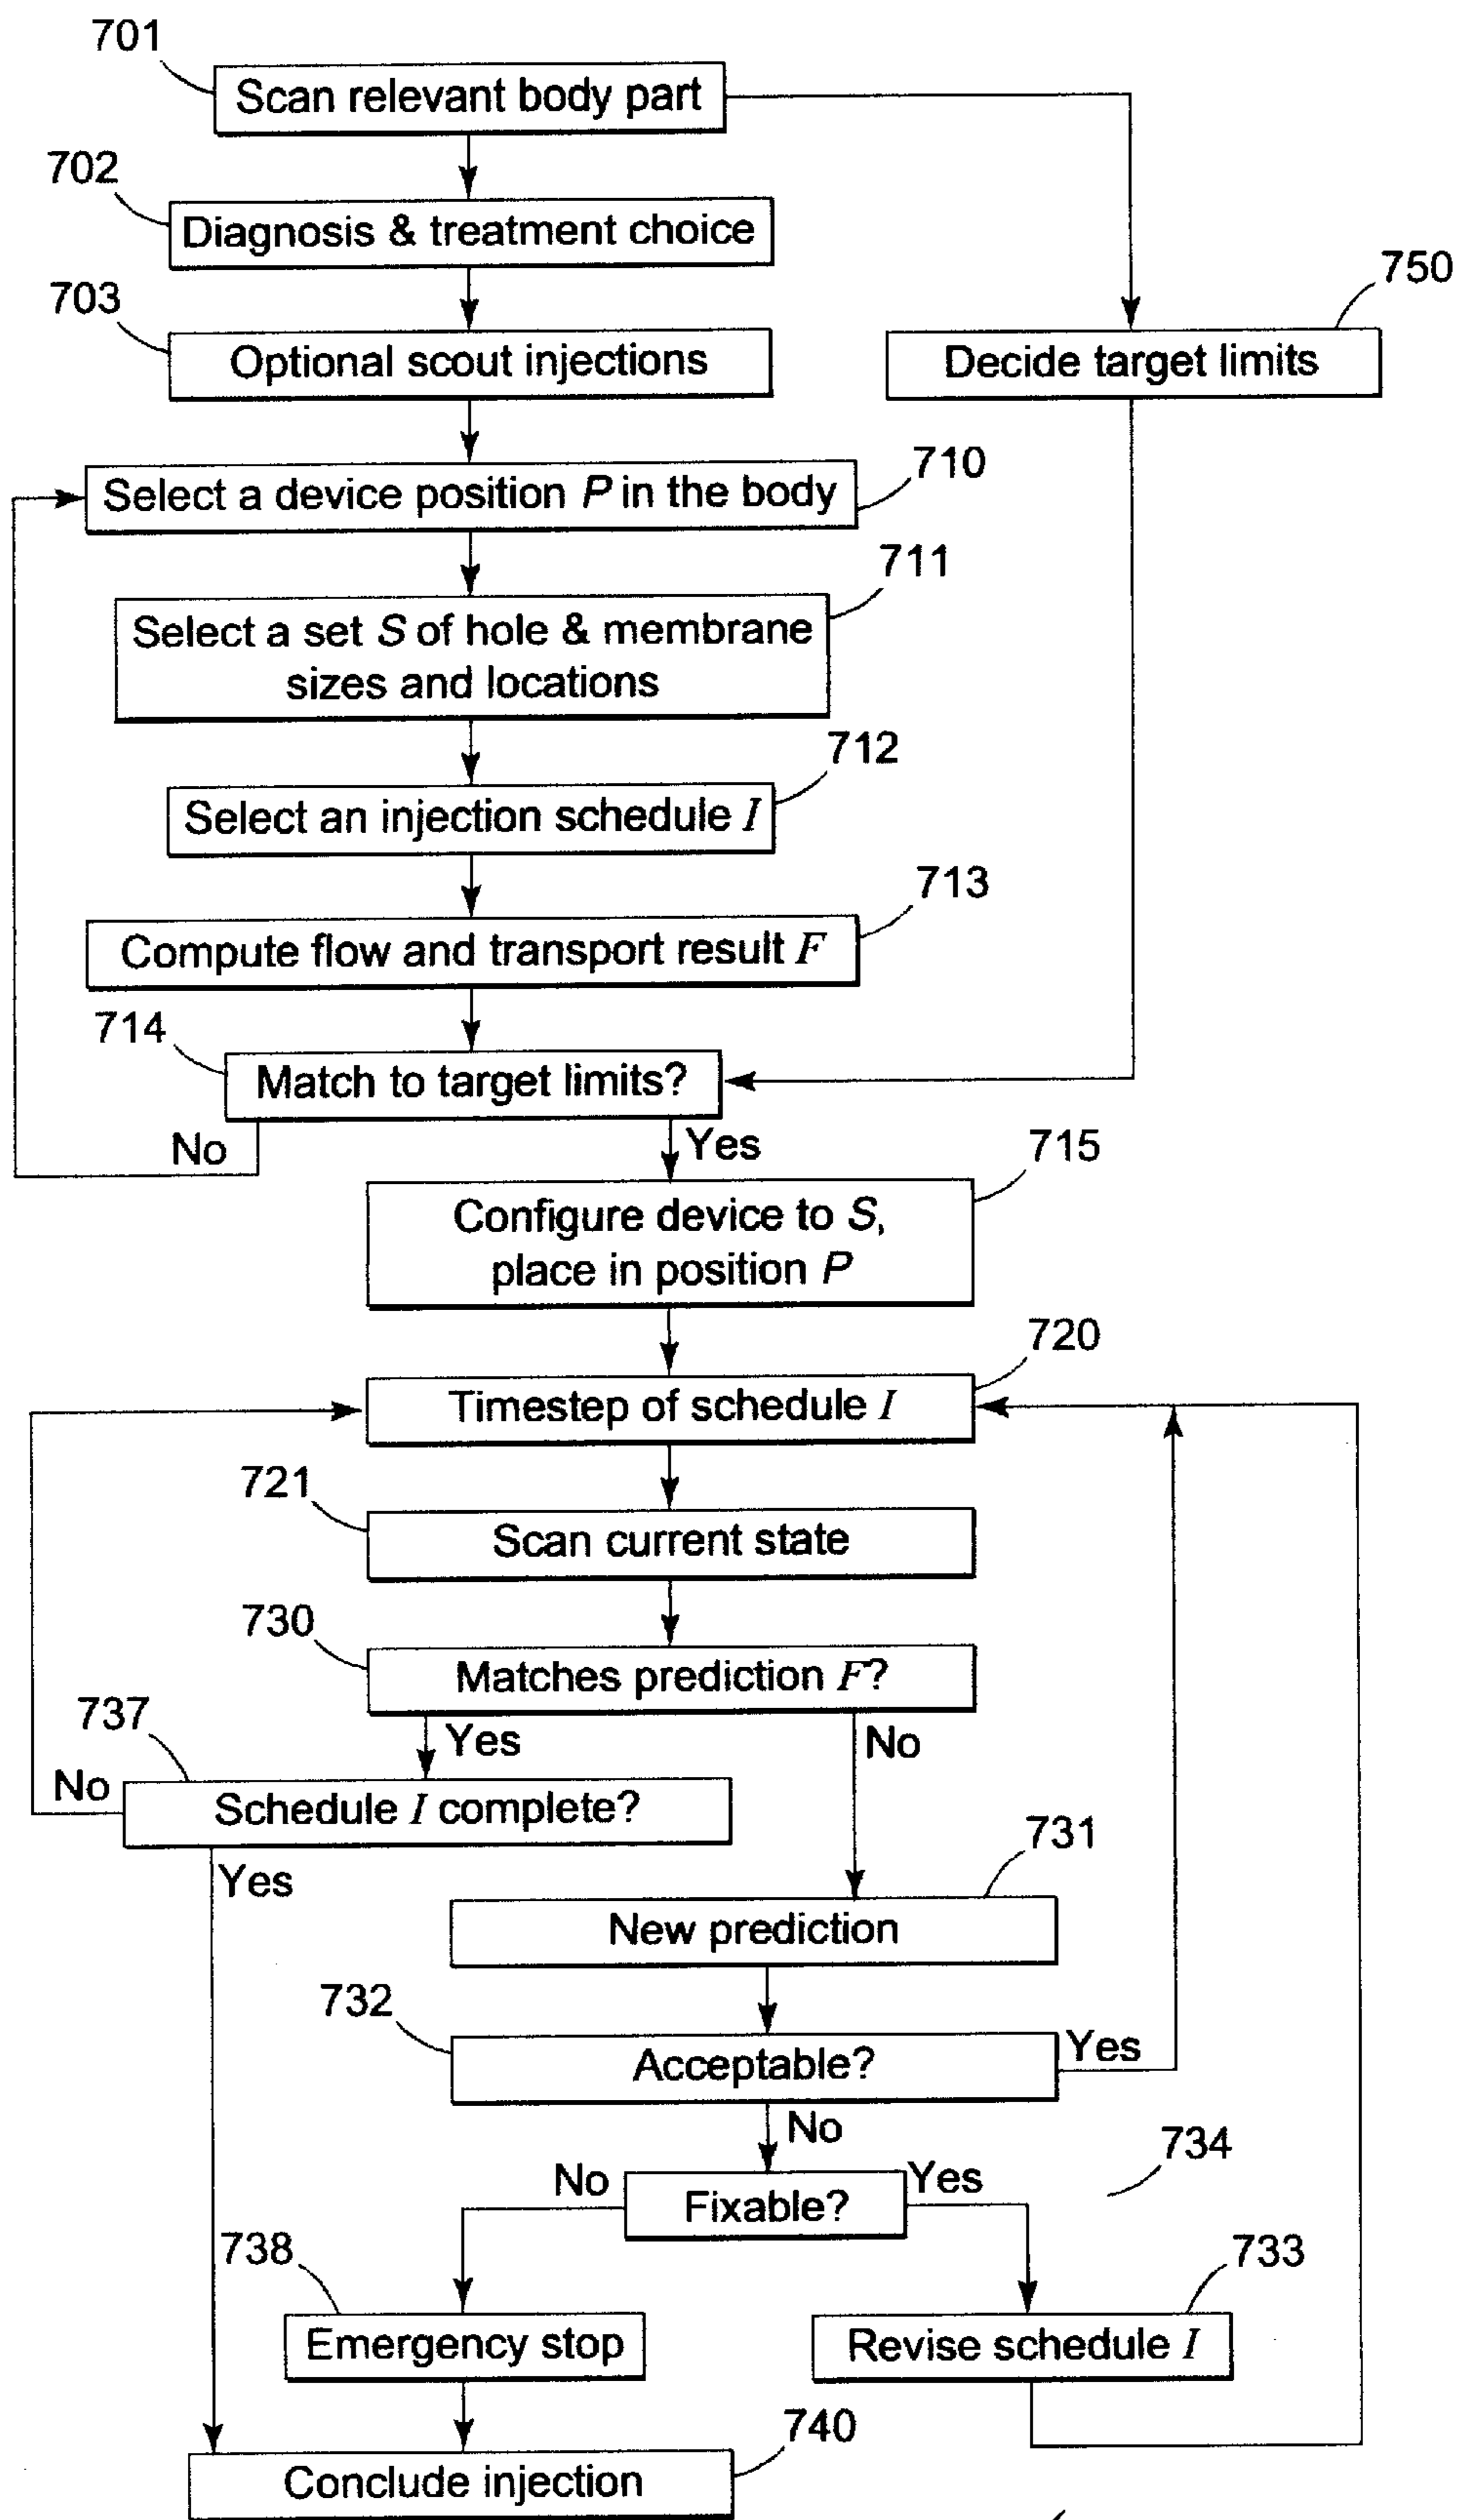 701
Scan relevant body part
702
Diagnosis & treatment choice
703
Optional scout injections
750
Decide target limits
710
Select a device position P in the body
711
Select a set S of hole & membrane
sizes and locations
712
Select an injection schedule I
713
Compute flow and transport result F
714
Match to target limits?
No
Yes
715
Configure device to S,
place in position P
720
Timestep of schedule I
721
Scan current state
730
Matches prediction F?
737
Yes
No
No
Schedule I complete?
731
Yes
New prediction
732
Acceptable?
Yes
No
734
No
Fixable?
Yes
738
733
Emergency stop
Revise schedule I
740
Conclude injection